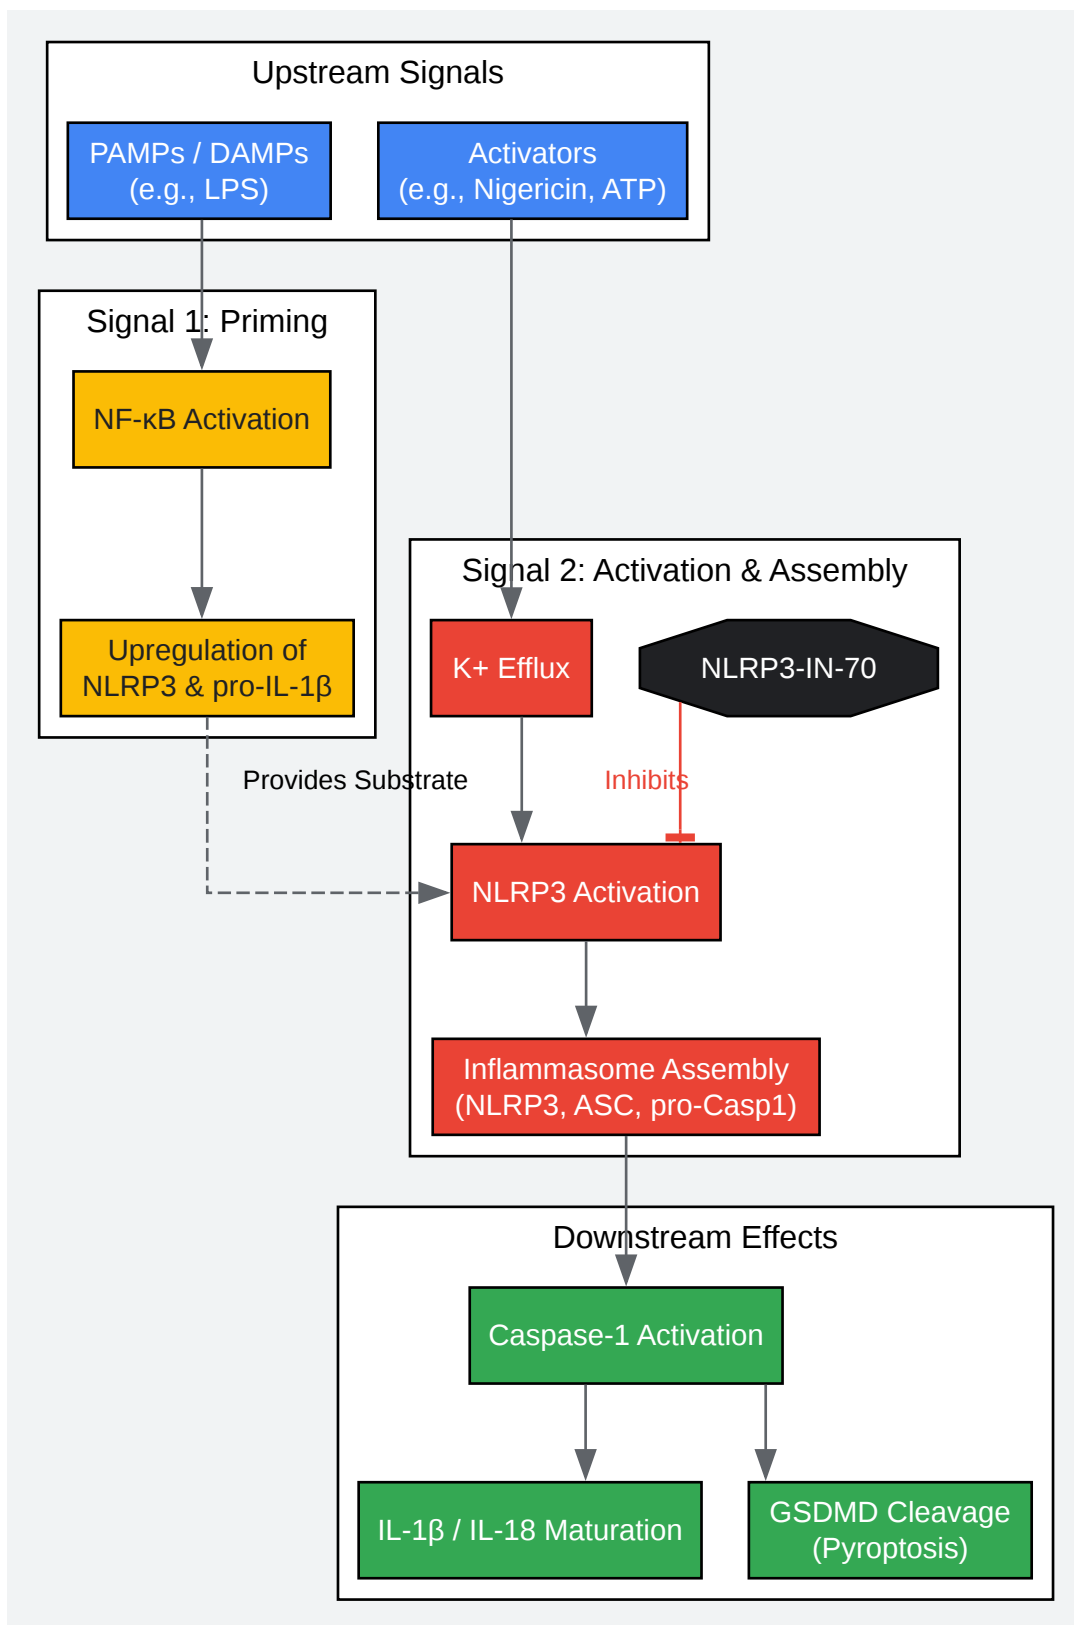 Upstream Signals
PAMPs / DAMPs
(e.g., LPS)
Activators
(e.g., Nigericin, ATP)
Signal 1: Priming
NF-κB Activation
Upregulation of
NLRP3 & pro-IL-1β
Signal 2: Activation & Assembly
K+ Efflux
NLRP3-IN-70
Provides Substrate
Inhibits
NLRP3 Activation
Inflammasome Assembly
(NLRP3, ASC, pro-Casp1)
Downstream Effects
Caspase-1 Activation
IL-1β / IL-18 Maturation
GSDMD Cleavage
(Pyroptosis)